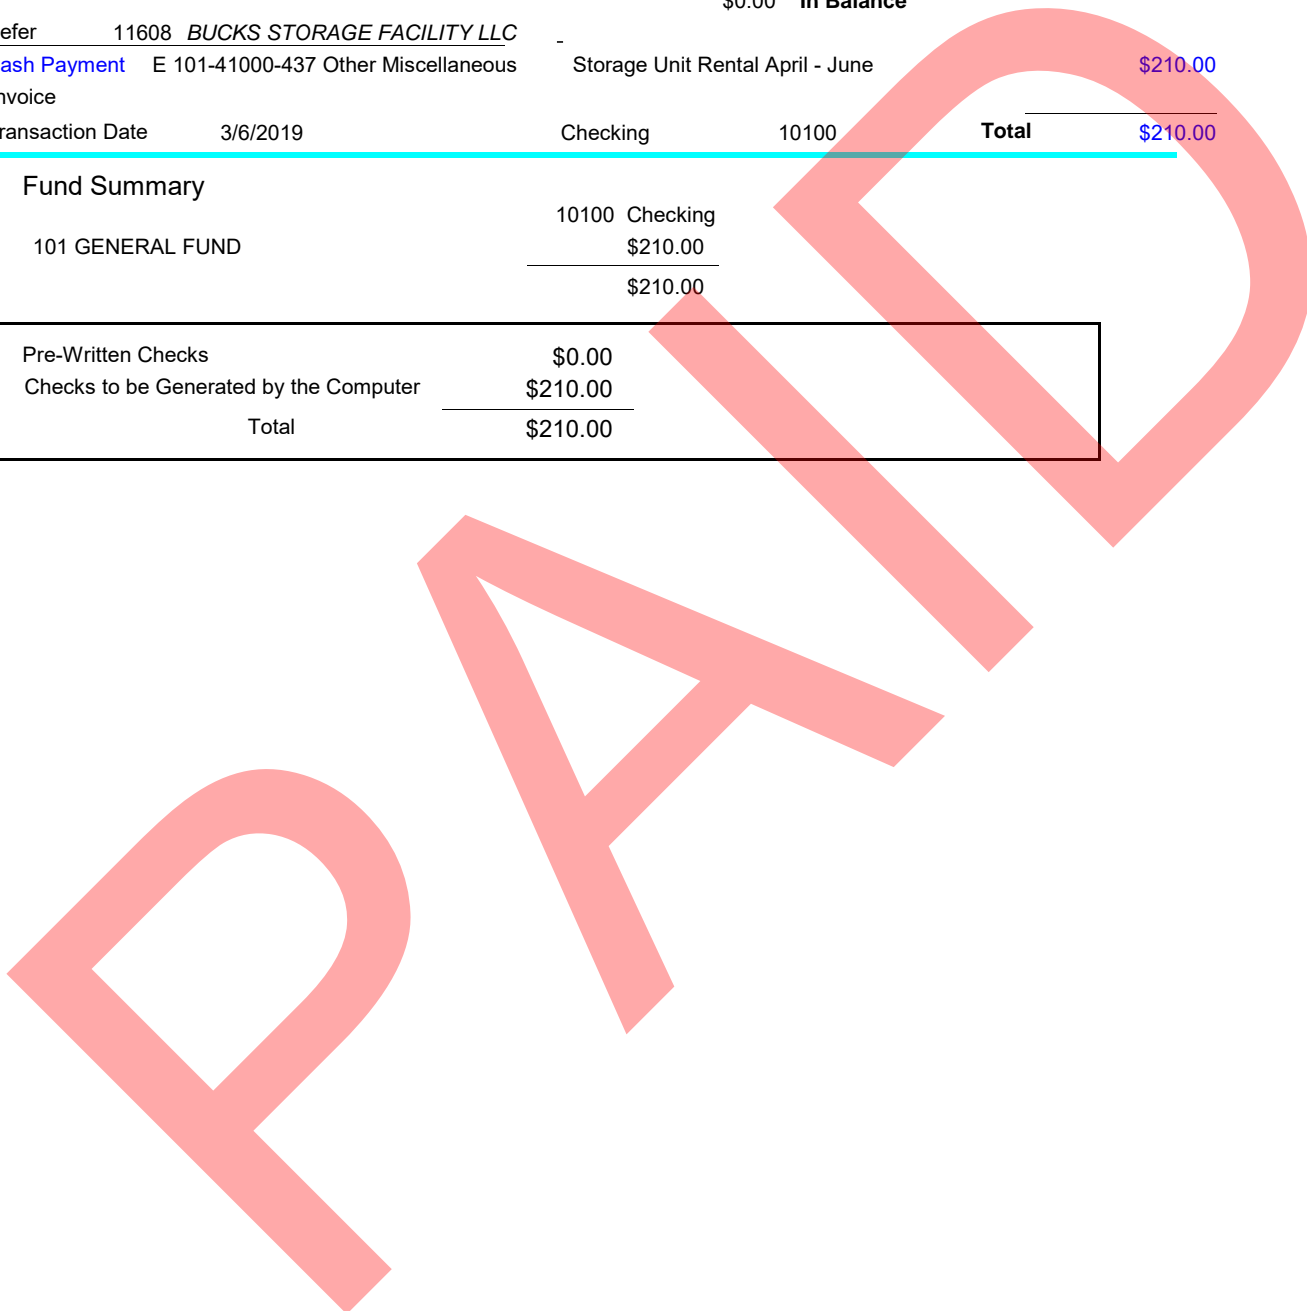 $0.00 In Balance
efer 11608 BUCKS STORAGE FACILITY LLC -
ash Payment E 101-41000-437 Other Miscellaneous Storage Unit Rental April - June $210.00
nvoice
ransaction Date 3/6/2019 Checking 10100 Total $210.00
Fund Summary
10100 Checking
101 GENERAL FUND $210.00
$210.00
Pre-Written Checks $0.00
Checks to be Generated by the Computer $210.00
Total $210.00
PAID